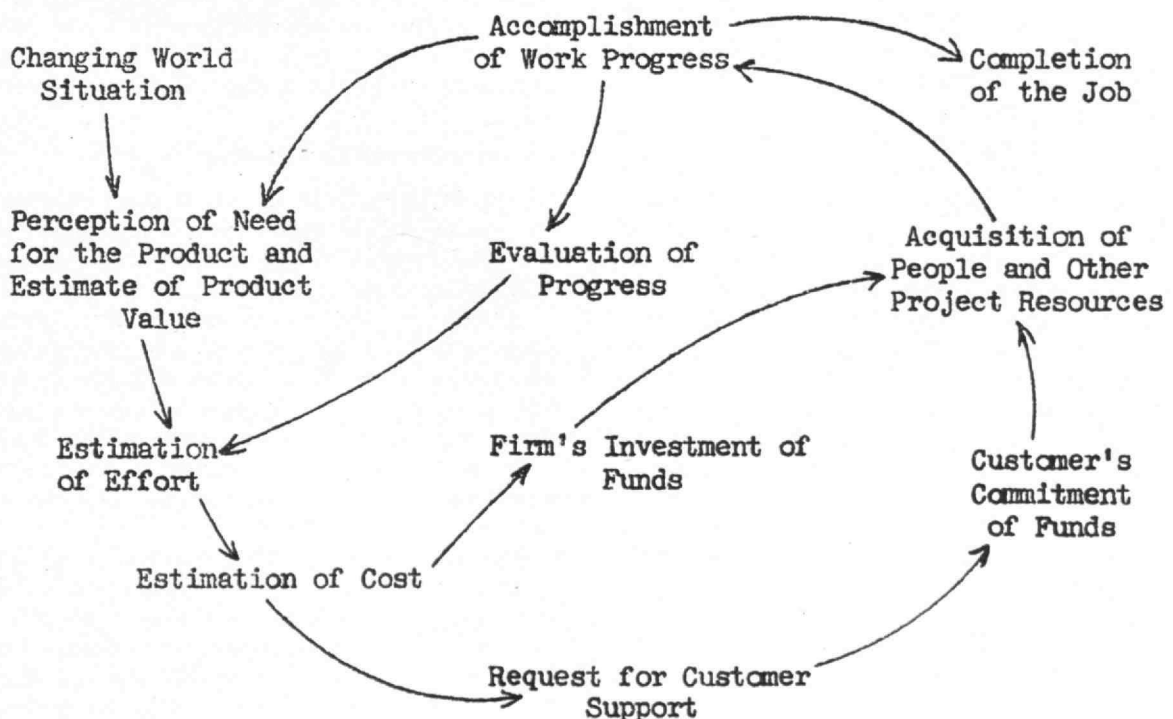 Changing World
Situation
Accomplishment
of Work Progress
Completion
of the Job
Perception of Need
for the Product and
Estimate of Product
Value
Evaluation of
Progress
Acquisition of
People and Other
Project Resources
Estimation
of Effort
Firm's Investment of
Funds
Customer's
Commitment
of Funds
Estimation of Cost
Request for Customer
Support